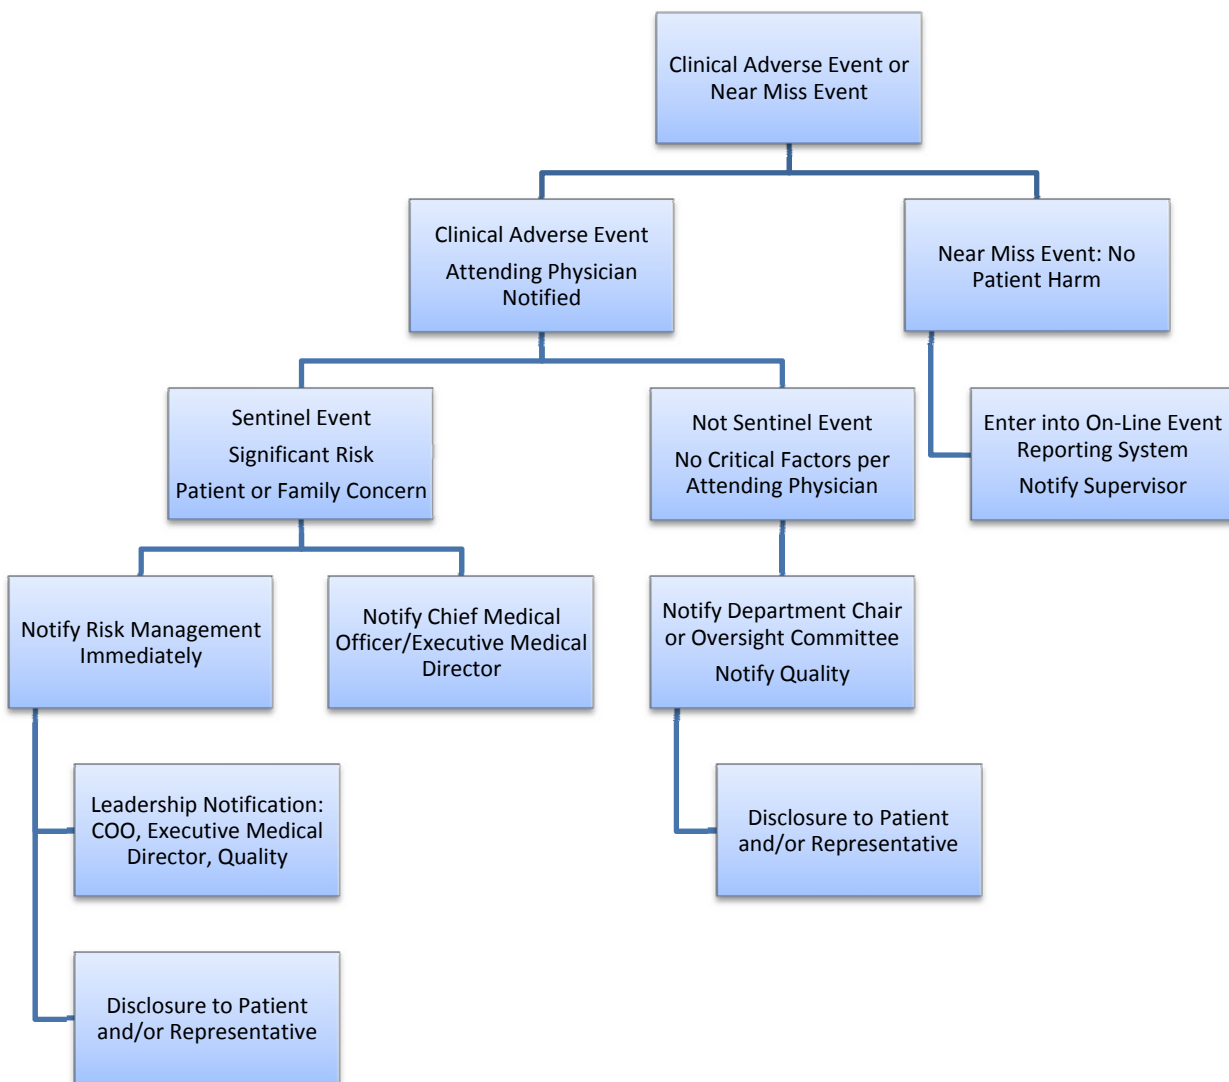 Clinical Adverse Event or
Near Miss Event
Clinical Adverse Event
Attending Physician
Notified
Near Miss Event: No
Patient Harm
Sentinel Event
Significant Risk
Patient or Family Concern
Not Sentinel Event
No Critical Factors per
Attending Physician
Enter into On-Line Event
Reporting System
Notify Supervisor
Notify Risk Management
Immediately
Notify Chief Medical
Officer/Executive Medical
Director
Notify Department Chair
or Oversight Committee
Notify Quality
Leadership Notification:
COO, Executive Medical
Director, Quality
Disclosure to Patient
and/or Representative
Disclosure to Patient
and/or Representative